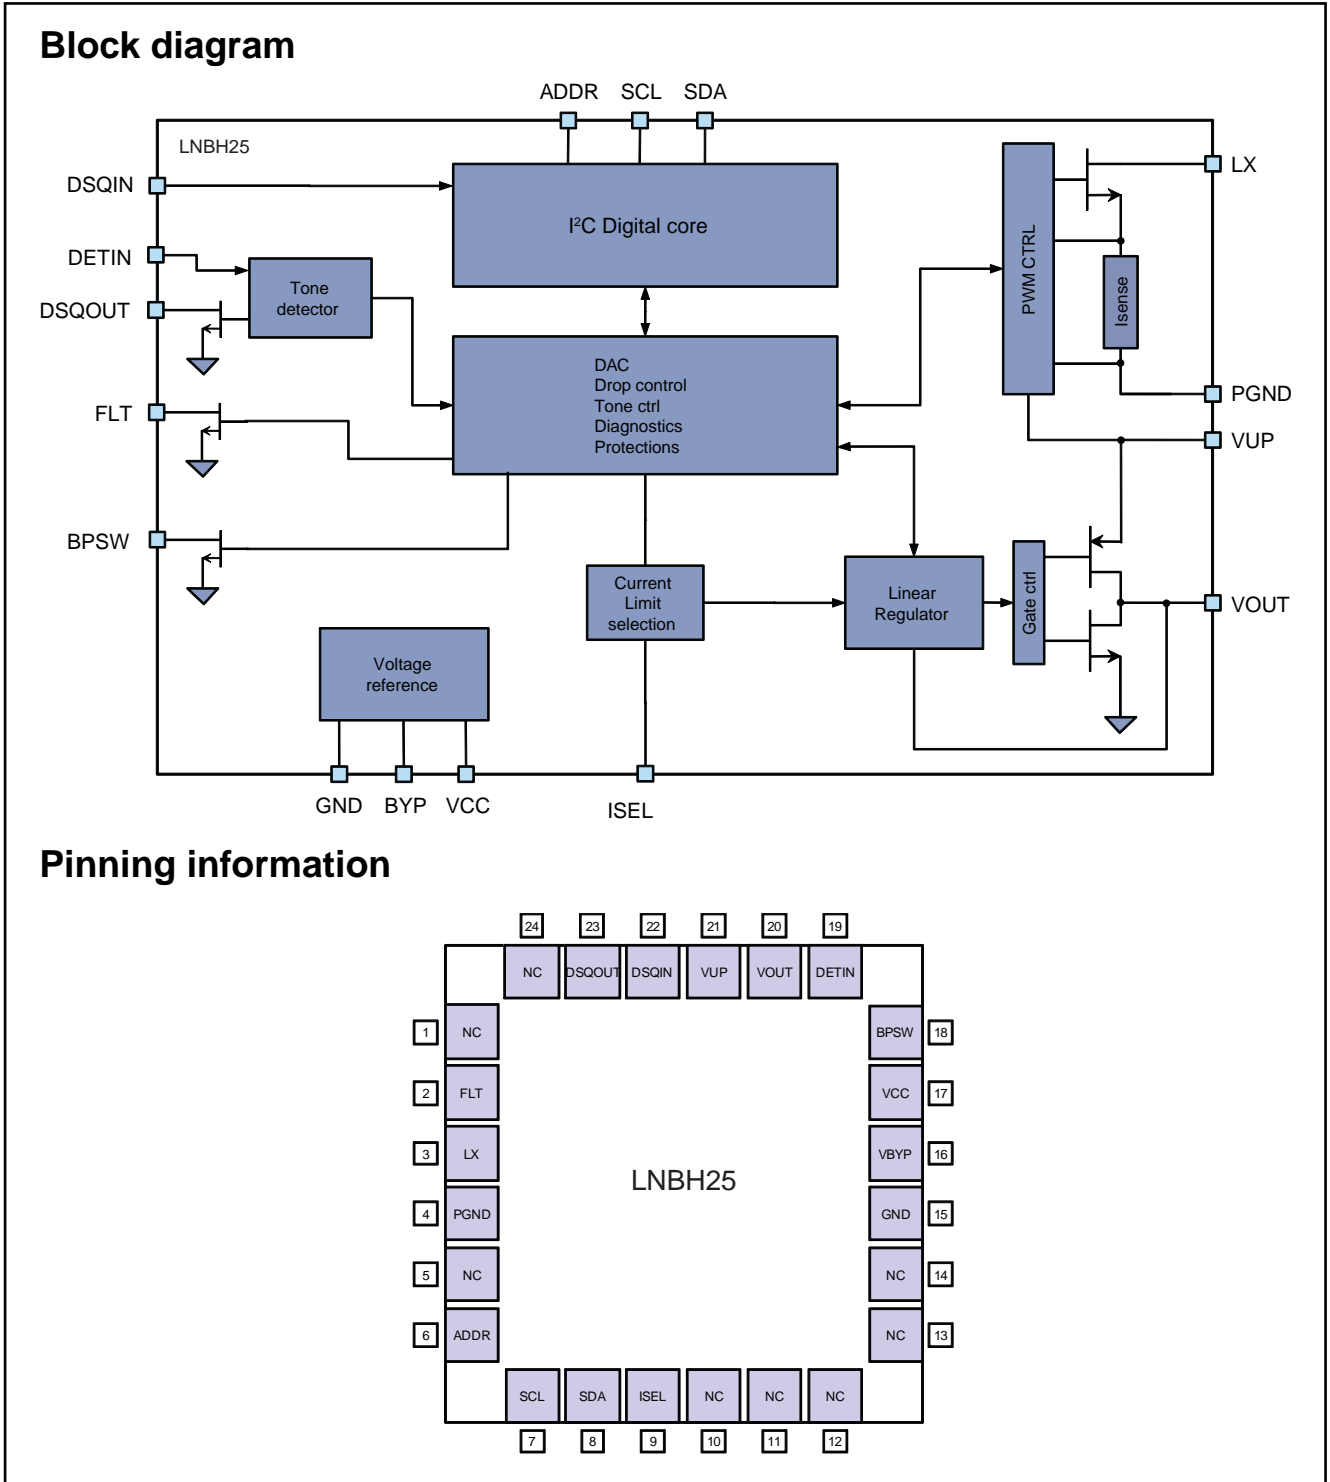 Block diagram
ADDR SCL SDA
LNBH25
LX
DSQIN
I²C Digital core
PWM CTRL
DETIN
Tone
detector
Isense
DSQOUT
DAC
Drop control
Tone ctrl
Diagnostics
Protections
PGND
FLT
VUP
BPSW
Current
Limit
selection
Linear
Regulator
Gate ctrl
VOUT
Voltage
reference
GND BYP VCC
ISEL
Pinning information
24 23 22 21 20 19
NC DSQOUT DSQIN VUP VOUT DETIN
1 NC BPSW 18
2 FLT VCC 17
3 LX VBYP 16
LNBH25
4 PGND GND 15
5 NC NC 14
6 ADDR NC 13
SCL SDA ISEL NC NC NC
7 8 9 10 11 12